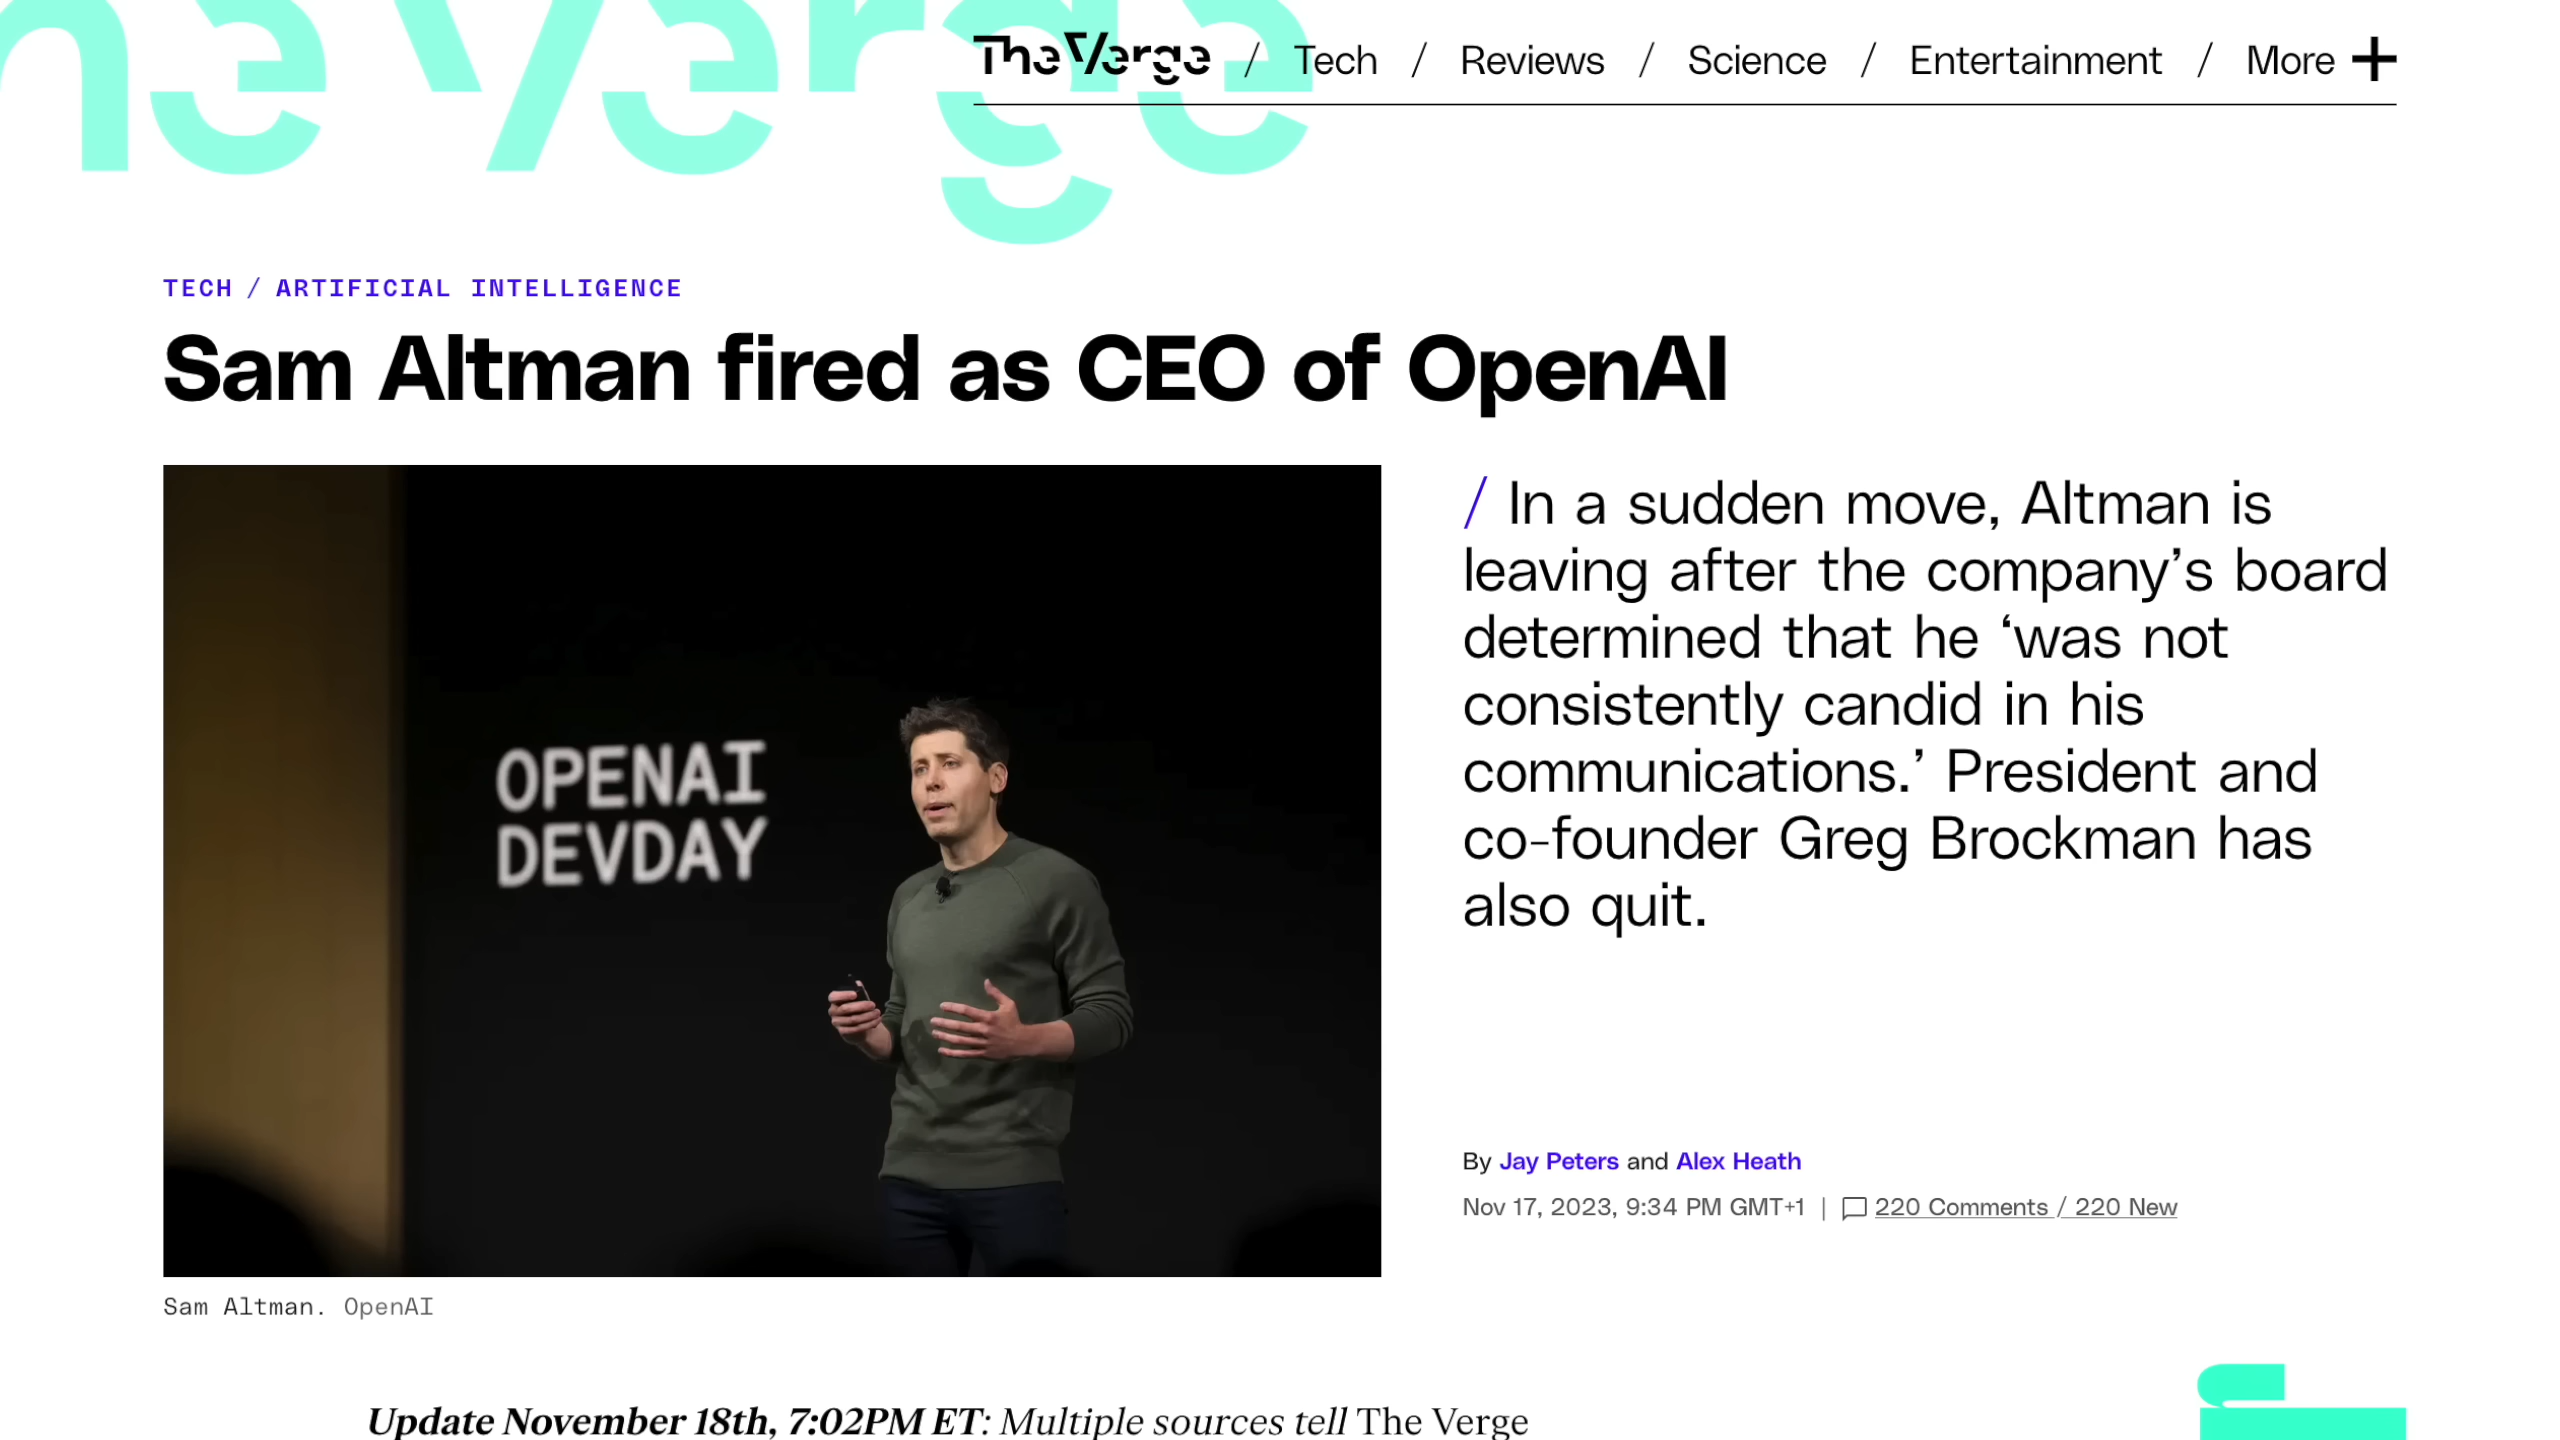 The Verge
The Verge / Tech / Reviews / Science / Entertainment / More +
TECH / ARTIFICIAL INTELLIGENCE
Sam Altman fired as CEO of OpenAI
OPENAI
DEVDAY
/ In a sudden move, Altman is
leaving after the company’s board
determined that he ‘was not
consistently candid in his
communications.’ President and
co-founder Greg Brockman has
also quit.
By Jay Peters and Alex Heath
Nov 17, 2023, 9:34 PM GMT+1 | 220 Comments / 220 New
Sam Altman. OpenAI
Update November 18th, 7:02PM ET: Multiple sources tell The Verge